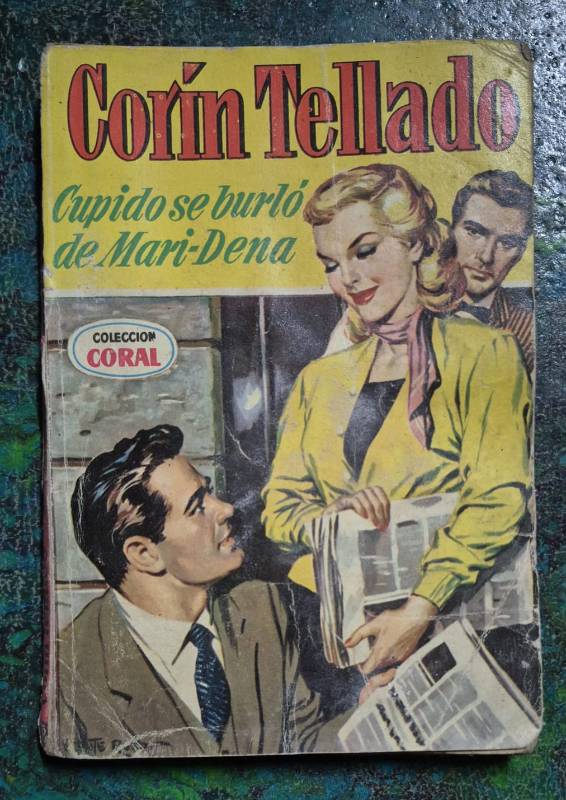 Corín Tellado
Cupido se burló
de Mari-Dena
COLECCION
CORAL